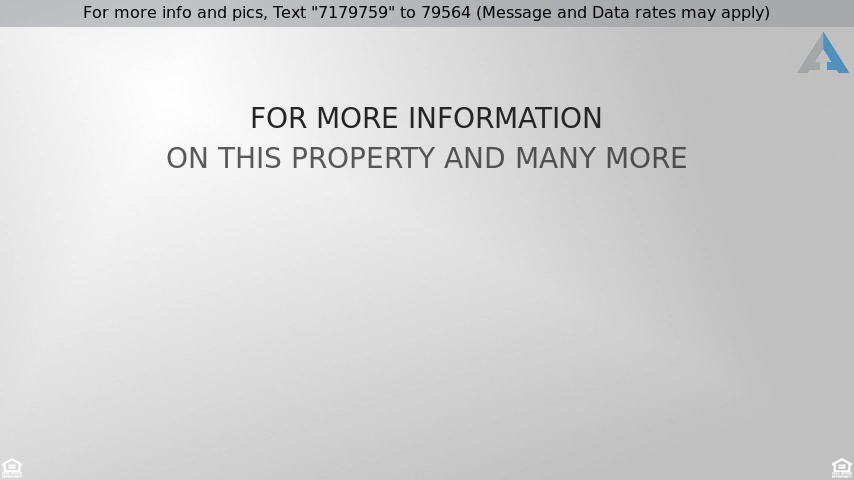 For more info and pics, Text "7179759" to 79564 (Message and Data rates may apply)
FOR MORE INFORMATION
ON THIS PROPERTY AND MANY MORE